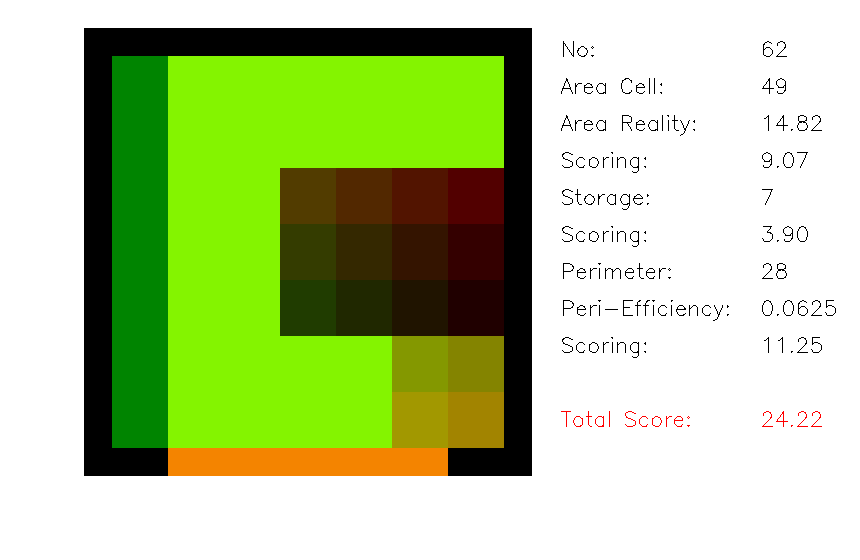 No: 62
Area Cell: 49
Area Reality: 14.82
Scoring: 9.07
Storage: 7
Scoring: 3.90
Perimeter: 28
Peri-Efficiency: 0.0625
Scoring: 11.25
Total Score: 24.22